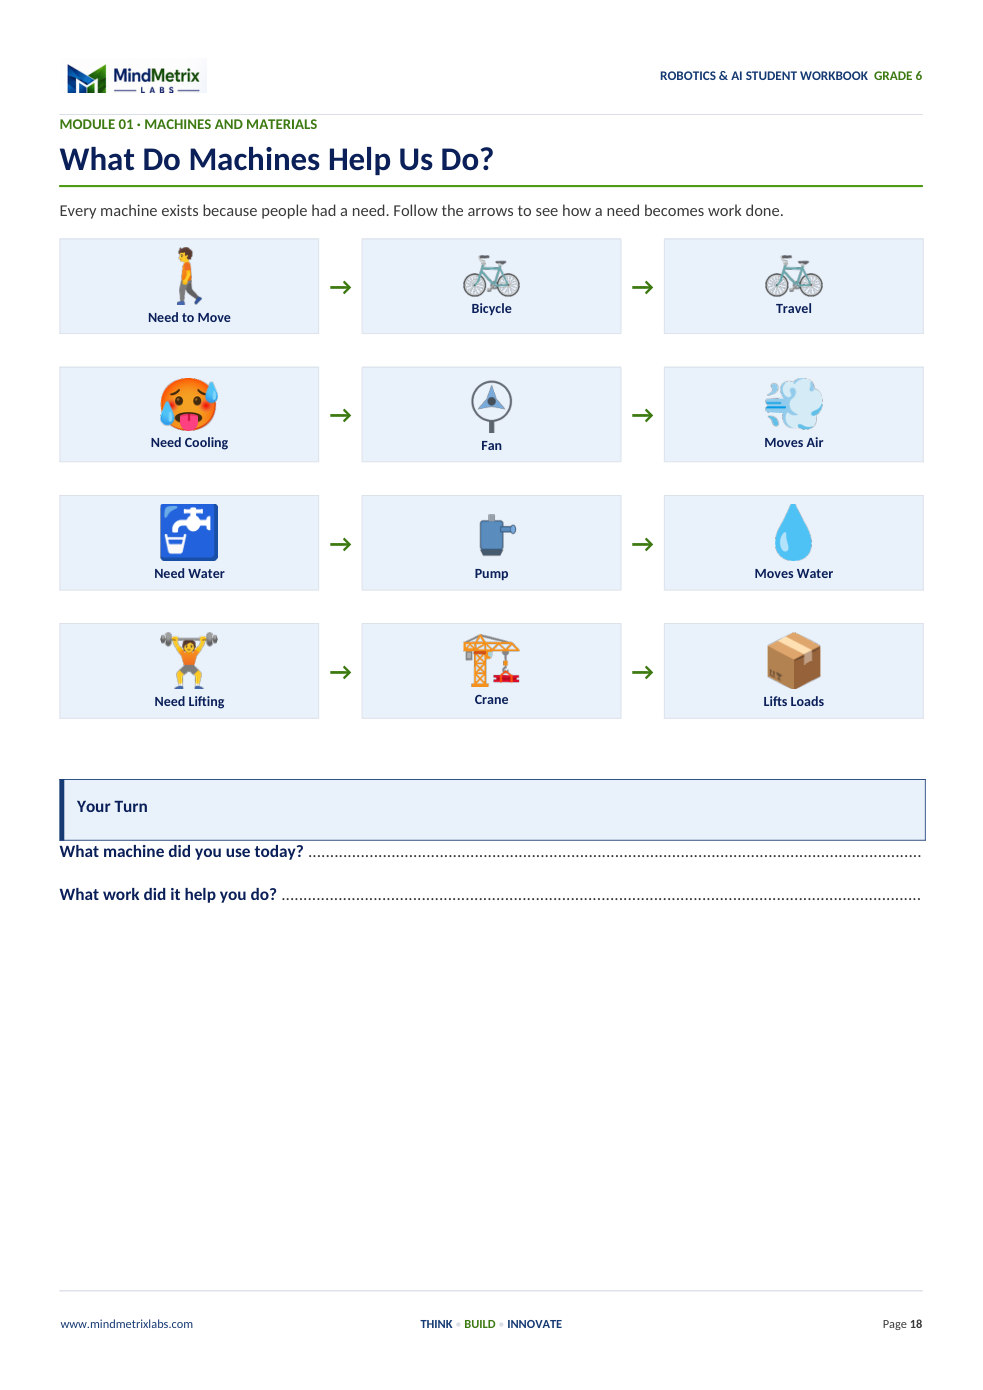 MindMetrix
LABS
ROBOTICS & AI STUDENT WORKBOOK GRADE 6
MODULE 01 · MACHINES AND MATERIALS
What Do Machines Help Us Do?
Every machine exists because people had a need. Follow the arrows to see how a need becomes work done.
Need to Move → Bicycle → Travel
Need Cooling → Fan → Moves Air
Need Water → Pump → Moves Water
Need Lifting → Crane → Lifts Loads
Your Turn
What machine did you use today? ........................................................................................................................................
What work did it help you do? ..............................................................................................................................................
www.mindmetrixlabs.com THINK • BUILD • INNOVATE Page 18